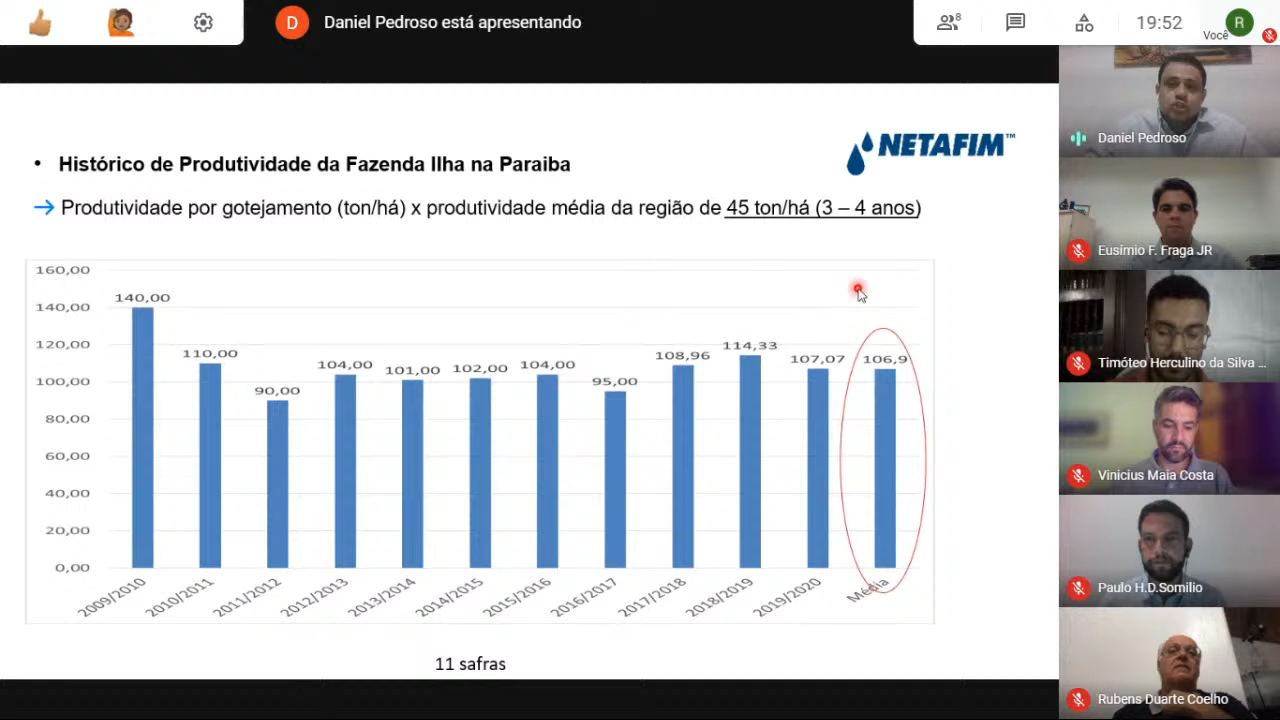 D
Daniel Pedroso está apresentando
8
19:52
Você
R
NETAFIM™
• Histórico de Produtividade da Fazenda Ilha na Paraiba
→ Produtividade por gotejamento (ton/há) x produtividade média da região de 45 ton/há (3 – 4 anos)
160,00
140,00
120,00
100,00
80,00
60,00
40,00
20,00
0,00
140,00
110,00
90,00
104,00
101,00
102,00
104,00
95,00
108,96
114,33
107,07
106,9
2009/2010
2010/2011
2011/2012
2012/2013
2013/2014
2014/2015
2015/2016
2016/2017
2017/2018
2018/2019
2019/2020
Média
11 safras
Daniel Pedroso
Eusímio F. Fraga JR
Timóteo Herculino da Silva ...
Vinicius Maia Costa
Paulo H.D.Somilio
Rubens Duarte Coelho